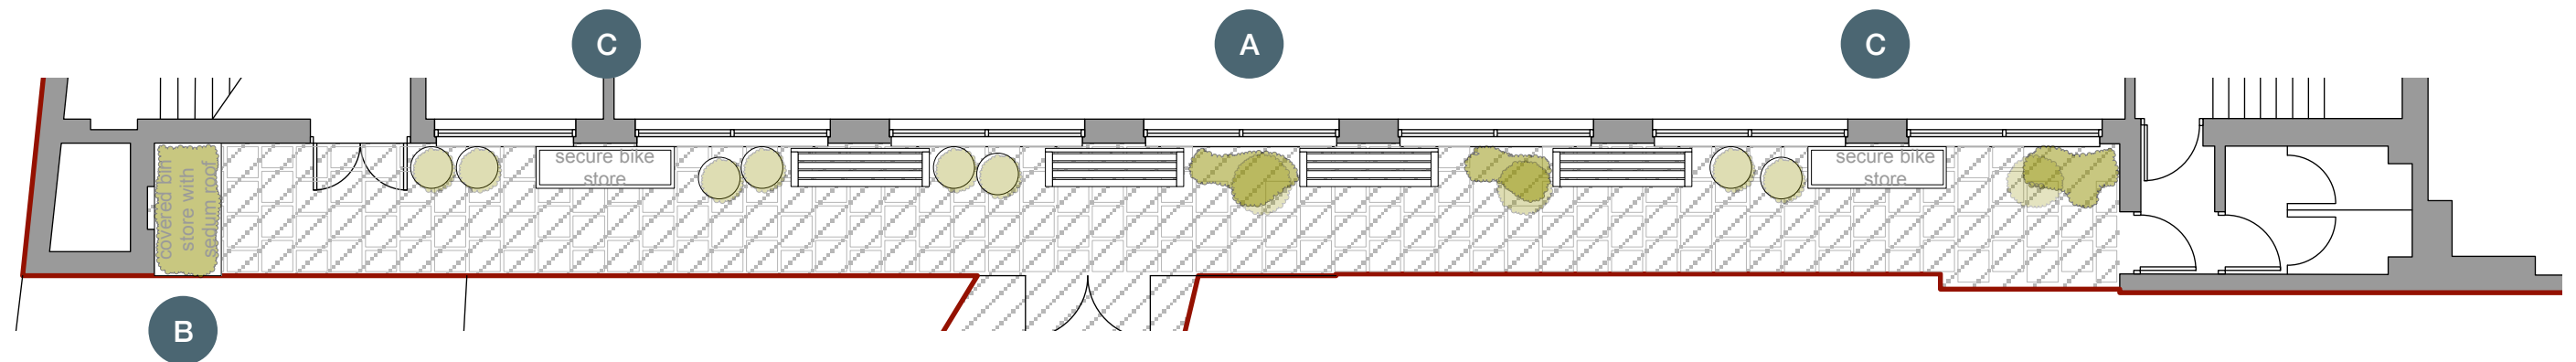 C
A
C
secure bike
store
secure bike
store
covered bin
store with
sedum roof
B